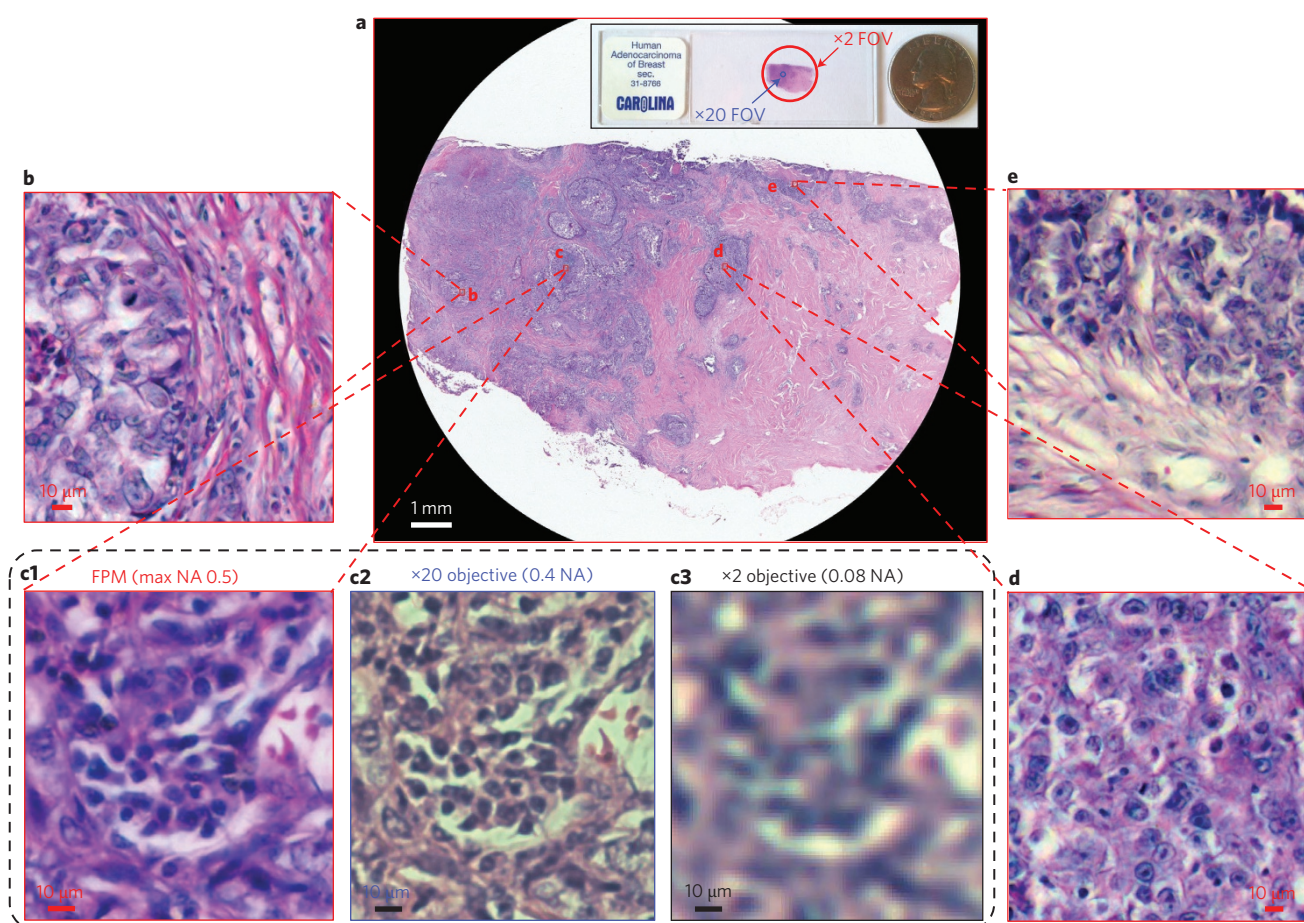 a
Human
Adenocarcinoma
of Breast
sec.
31-8766
CAROLINA
×2 FOV
×20 FOV
LIBERTY
b
e
e
c
d
b
10 μm
1 mm
10 μm
c1
FPM (max NA 0.5)
c2
×20 objective (0.4 NA)
c3
×2 objective (0.08 NA)
d
10 μm
10 μm
10 μm
10 μm